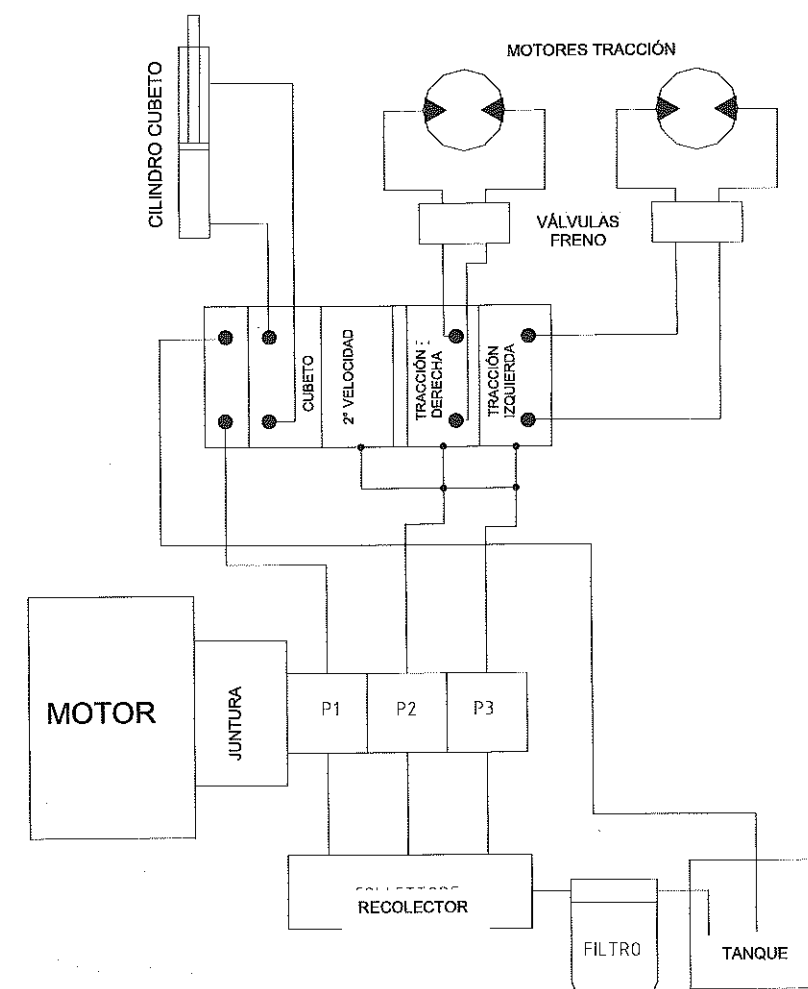 MOTORES TRACCIÓN
CILINDRO CUBETO
VÁLVULAS
FRENO
CUBETO
2ª VELOCIDAD
TRACCIÓN
DERECHA
TRACCIÓN
IZQUIERDA
MOTOR
JUNTURA
P1
P2
P3
RECOLECTOR
FILTRO
TANQUE